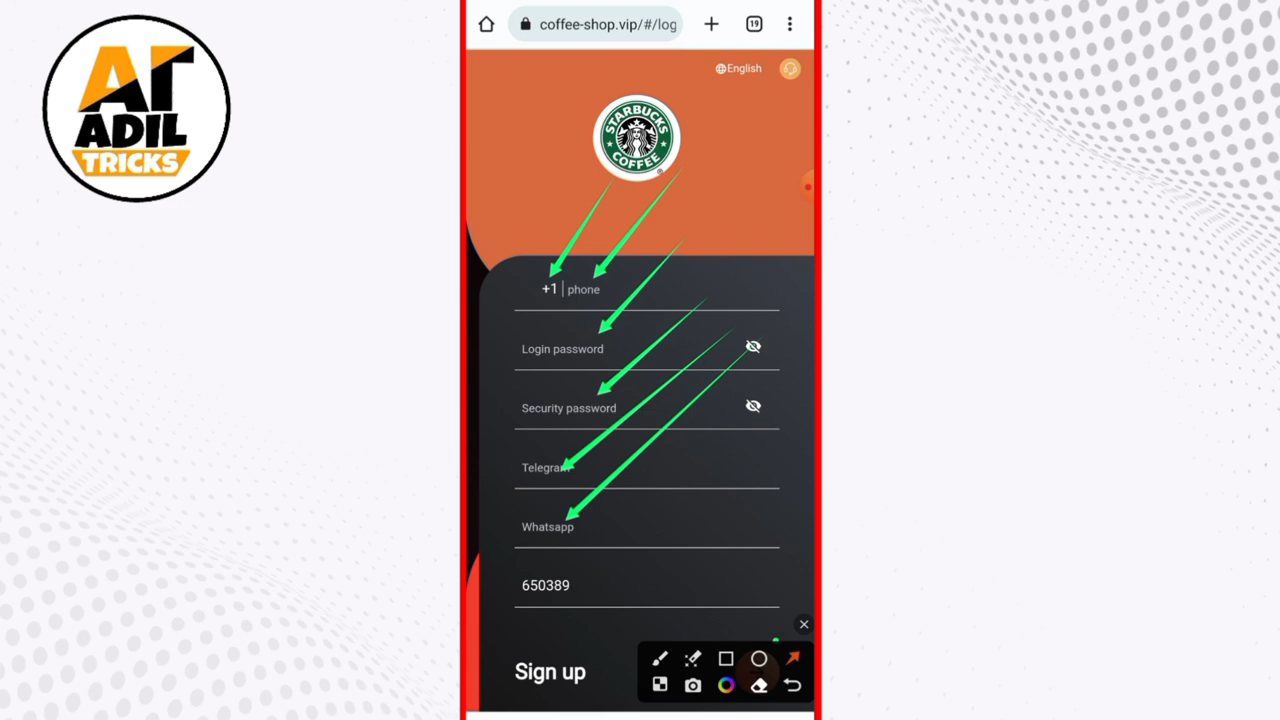 AT
ADIL
TRICKS
coffee-shop.vip/#/log
19
English
STARBUCKS
COFFEE
®
+1 | phone
Login password
Security password
Telegram
Whatsapp
650389
Sign up